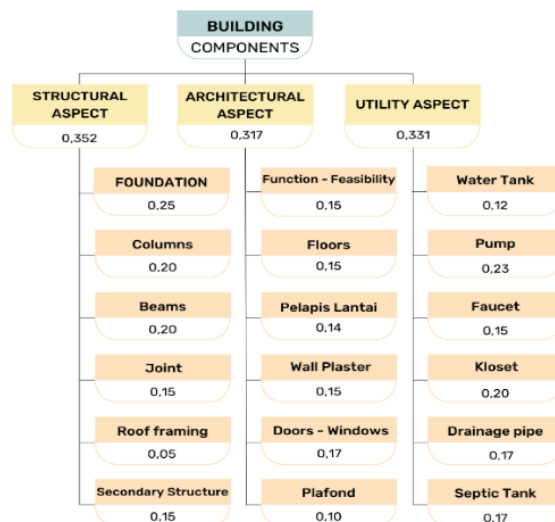 BUILDING
COMPONENTS
STRUCTURAL
ASPECT
0,352
ARCHITECTURAL
ASPECT
0,317
UTILITY ASPECT
0,331
FOUNDATION
0,25
Columns
0,20
Beams
0,20
Joint
0,15
Roof framing
0,05
Secondary Structure
0,15
Function - Feasibility
0,15
Floors
0,15
Pelapis Lantai
0,14
Wall Plaster
0,15
Doors - Windows
0,17
Plafond
0,10
Water Tank
0,12
Pump
0,23
Faucet
0,15
Kloset
0,20
Drainage pipe
0,17
Septic Tank
0,17